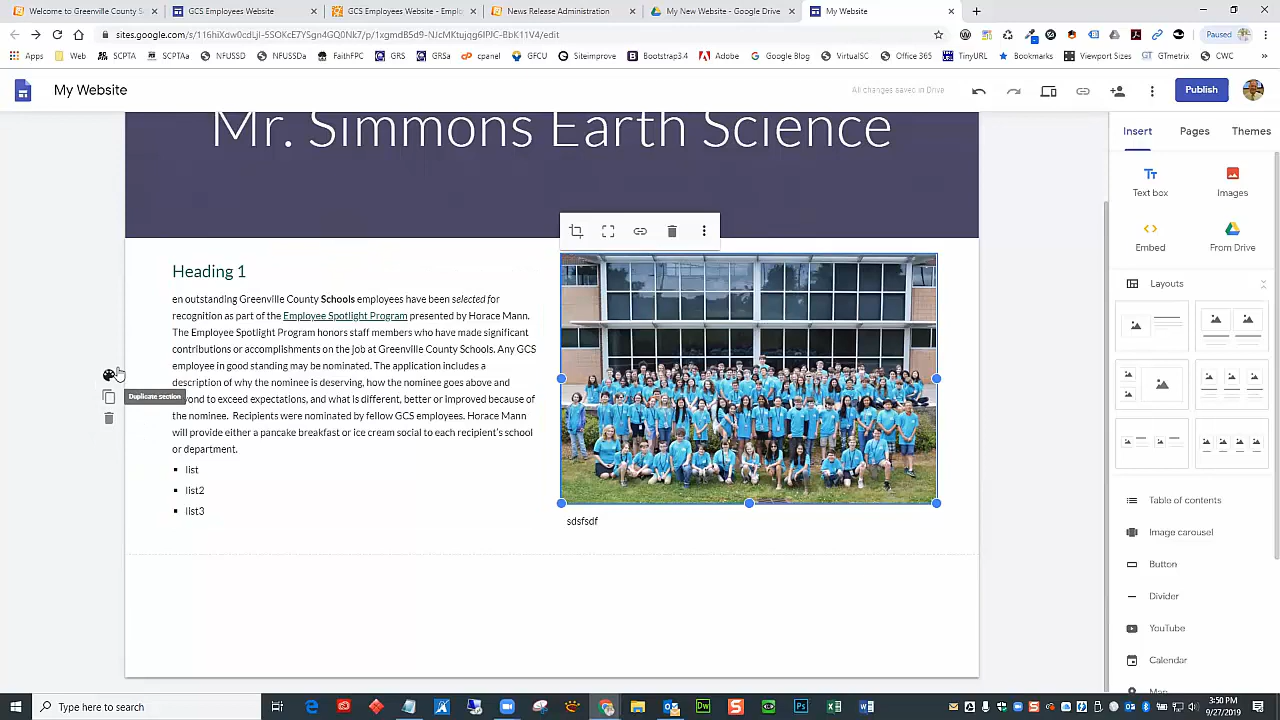 Welcome to Greenville County S
GCS Employees Website
GCS Employees Website - Emplo
News Release Administration
My New Website - Google Drive
My Website
Paused
Apps
Web
SCPTA
SCPTAa
NFUSSD
NFUSSDa
FaithFPC
GRS
GRSa
cpanel
GFCU
Siteimprove
Bootstrap3.4
Adobe
Google Blog
VirtualSC
Office 365
TinyURL
Bookmarks
Viewport Sizes
GTmetrix
CWC
My Website
All changes saved in Drive
Publish
Mr. Simmons Earth Science
Insert
Pages
Themes
Text box
Images
Embed
From Drive
Layouts
Heading 1
en outstanding Greenville County Schools employees have been selected for
recognition as part of the Employee Spotlight Program presented by Horace Mann.
The Employee Spotlight Program honors staff members who have made significant
contributions or accomplishments on the job at Greenville County Schools. Any GCS
employee in good standing may be nominated. The application includes a
description of why the nominee is deserving, how the nominee goes above and
beyond to exceed expectations, and what is different, better or improved because of
the nominee. Recipients were nominated by fellow GCS employees. Horace Mann
will provide either a pancake breakfast or ice cream social to each recipient's school
or department.
list
list2
list3
Duplicate section
sdsfsdf
Table of contents
Image carousel
Button
Divider
YouTube
Calendar
Map
Type here to search
3:50 PM
9/27/2019